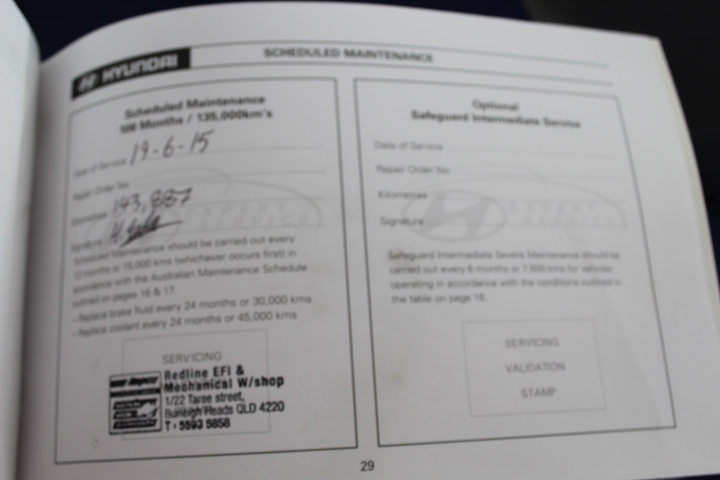 HYUNDAI
SCHEDULED MAINTENANCE
Scheduled Maintenance
108 Months / 135,000km's
Date of Service 19-6-15
Repair Order No
Kilometres 143,887
Signature
Scheduled Maintenance should be carried out every
12 months or 15,000 kms (whichever occurs first) in
accordance with the Australian Maintenance Schedule
outlined on pages 16 & 17.
- Replace brake fluid every 24 months or 30,000 kms
- Replace coolant every 24 months or 45,000 kms
SERVICING
Redline EFI &
Mechanical W/shop
1/22 Taree street,
Burleigh Heads QLD 4220
T: 5593 5858
Optional
Safeguard Intermediate Service
Date of Service
Repair Order No
Kilometres
Signature
Safeguard Intermediate Severe Maintenance should be
carried out every 6 months or 7,500 kms for vehicles
operating in accordance with the conditions outlined in
the table on page 18.
SERVICING
VALIDATION
STAMP
29